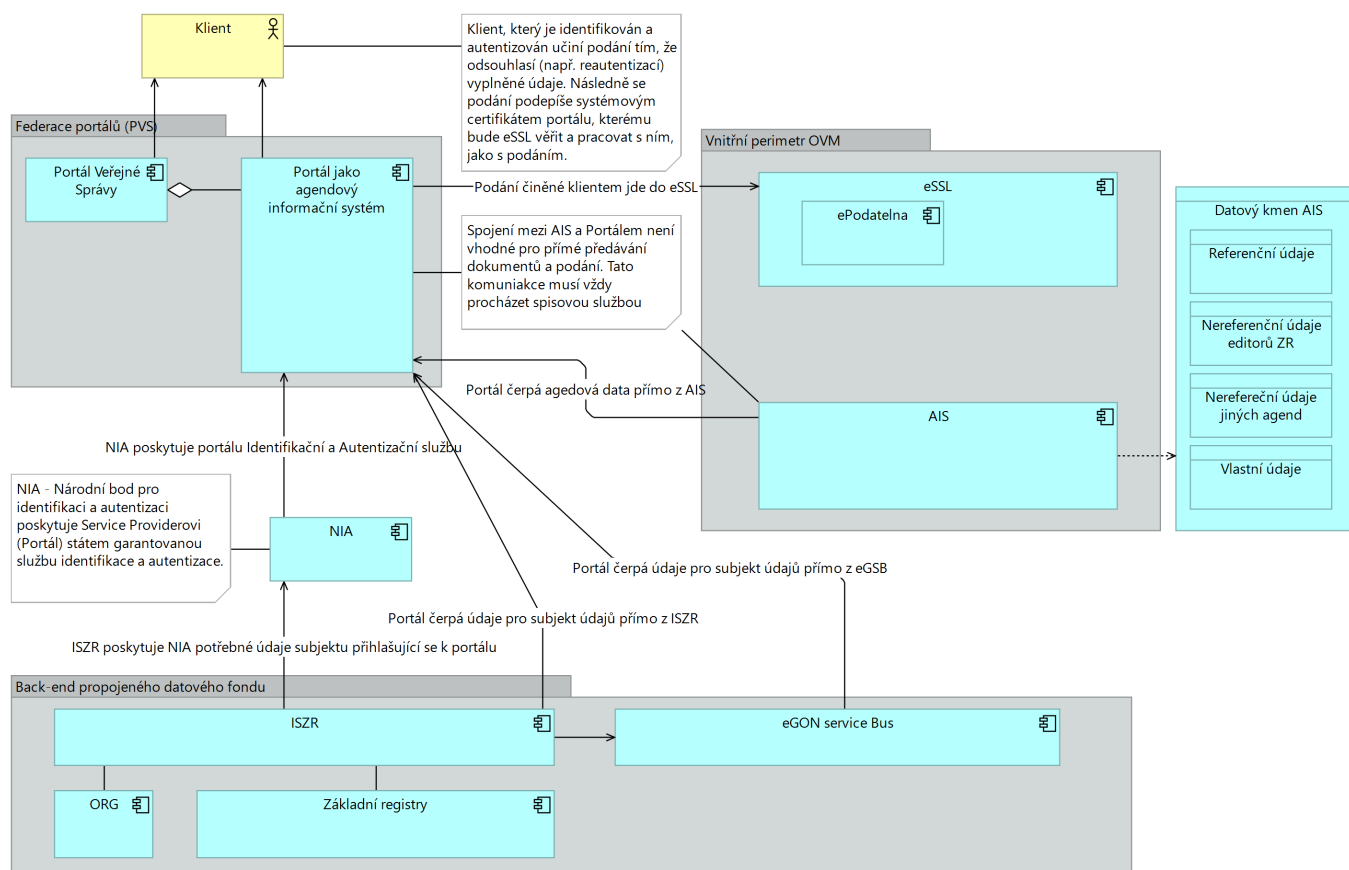 Klient
Klient, který je identifikován a
autentizován učiní podání tím, že
odsouhlasí (např. reautentizací)
vyplněné údaje. Následně se
podání podepíše systémovým
certifikátem portálu, kterému
bude eSSL věřit a pracovat s ním,
jako s podáním.
Federace portálů (PVS)
Portál Veřejné
Správy
Portál jako
agendový
informační systém
Podání činěné klientem jde do eSSL
Spojení mezi AIS a Portálem není
vhodné pro přímé předávání
dokumentů a podání. Tato
komuniakce musí vždy
procházet spisovou službou
Vnitřní perimetr OVM
eSSL
ePodatelna
Datový kmen AIS
Referenční údaje
Nereferenční údaje
editorů ZR
Nerefereční údaje
jiných agend
Vlastní údaje
Portál čerpá agedová data přímo z AIS
AIS
NIA poskytuje portálu Identifikační a Autentizační službu
NIA - Národní bod pro
identifikaci a autentizaci
poskytuje Service Providerovi
(Portál) státem garantovanou
službu identifikace a autentizace.
NIA
Portál čerpá údaje pro subjekt údajů přímo z eGSB
Portál čerpá údaje pro subjekt údajů přímo z ISZR
ISZR poskytuje NIA potřebné údaje subjektu přihlašující se k portálu
Back-end propojeného datového fondu
ISZR
eGON service Bus
ORG
Základní registry